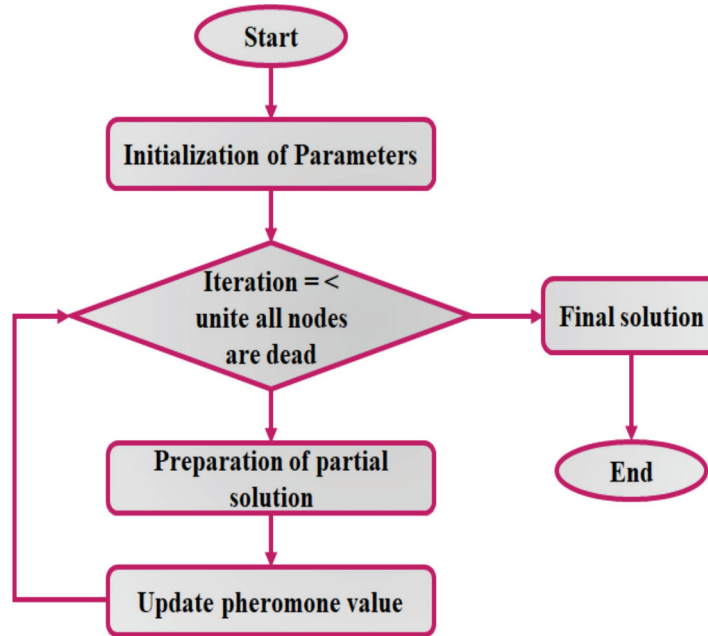 Start
Initialization of Parameters
Iteration = <
unite all nodes
are dead
Final solution
Preparation of partial
solution
End
Update pheromone value